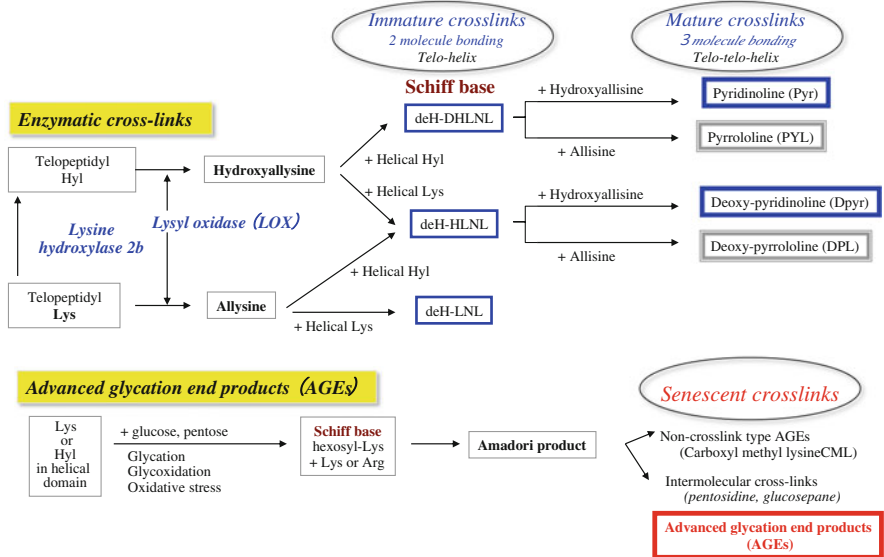 Immature crosslinks
2 molecule bonding
Telo-helix
Mature crosslinks
3 molecule bonding
Telo-telo-helix
Schiff base
Enzymatic cross-links
deH-DHLNL
+ Hydroxyallisine
Pyridinoline (Pyr)
+ Allisine
Pyrrololine (PYL)
Telopeptidyl
Hyl
Hydroxyallysine
+ Helical Hyl
+ Helical Lys
Lysine
hydroxylase 2b
Lysyl oxidase (LOX)
deH-HLNL
+ Hydroxyallisine
Deoxy-pyridinoline (Dpyr)
+ Allisine
Deoxy-pyrrololine (DPL)
+ Helical Hyl
Telopeptidyl
Lys
Allysine
+ Helical Lys
deH-LNL
Advanced glycation end products (AGEs)
Senescent crosslinks
Lys
or
Hyl
in helical
domain
+ glucose, pentose
Glycation
Glycoxidation
Oxidative stress
Schiff base
hexosyl-Lys
+ Lys or Arg
Amadori product
Non-crosslink type AGEs
(Carboxyl methyl lysineCML)
Intermolecular cross-links
(pentosidine, glucosepane)
Advanced glycation end products
(AGEs)